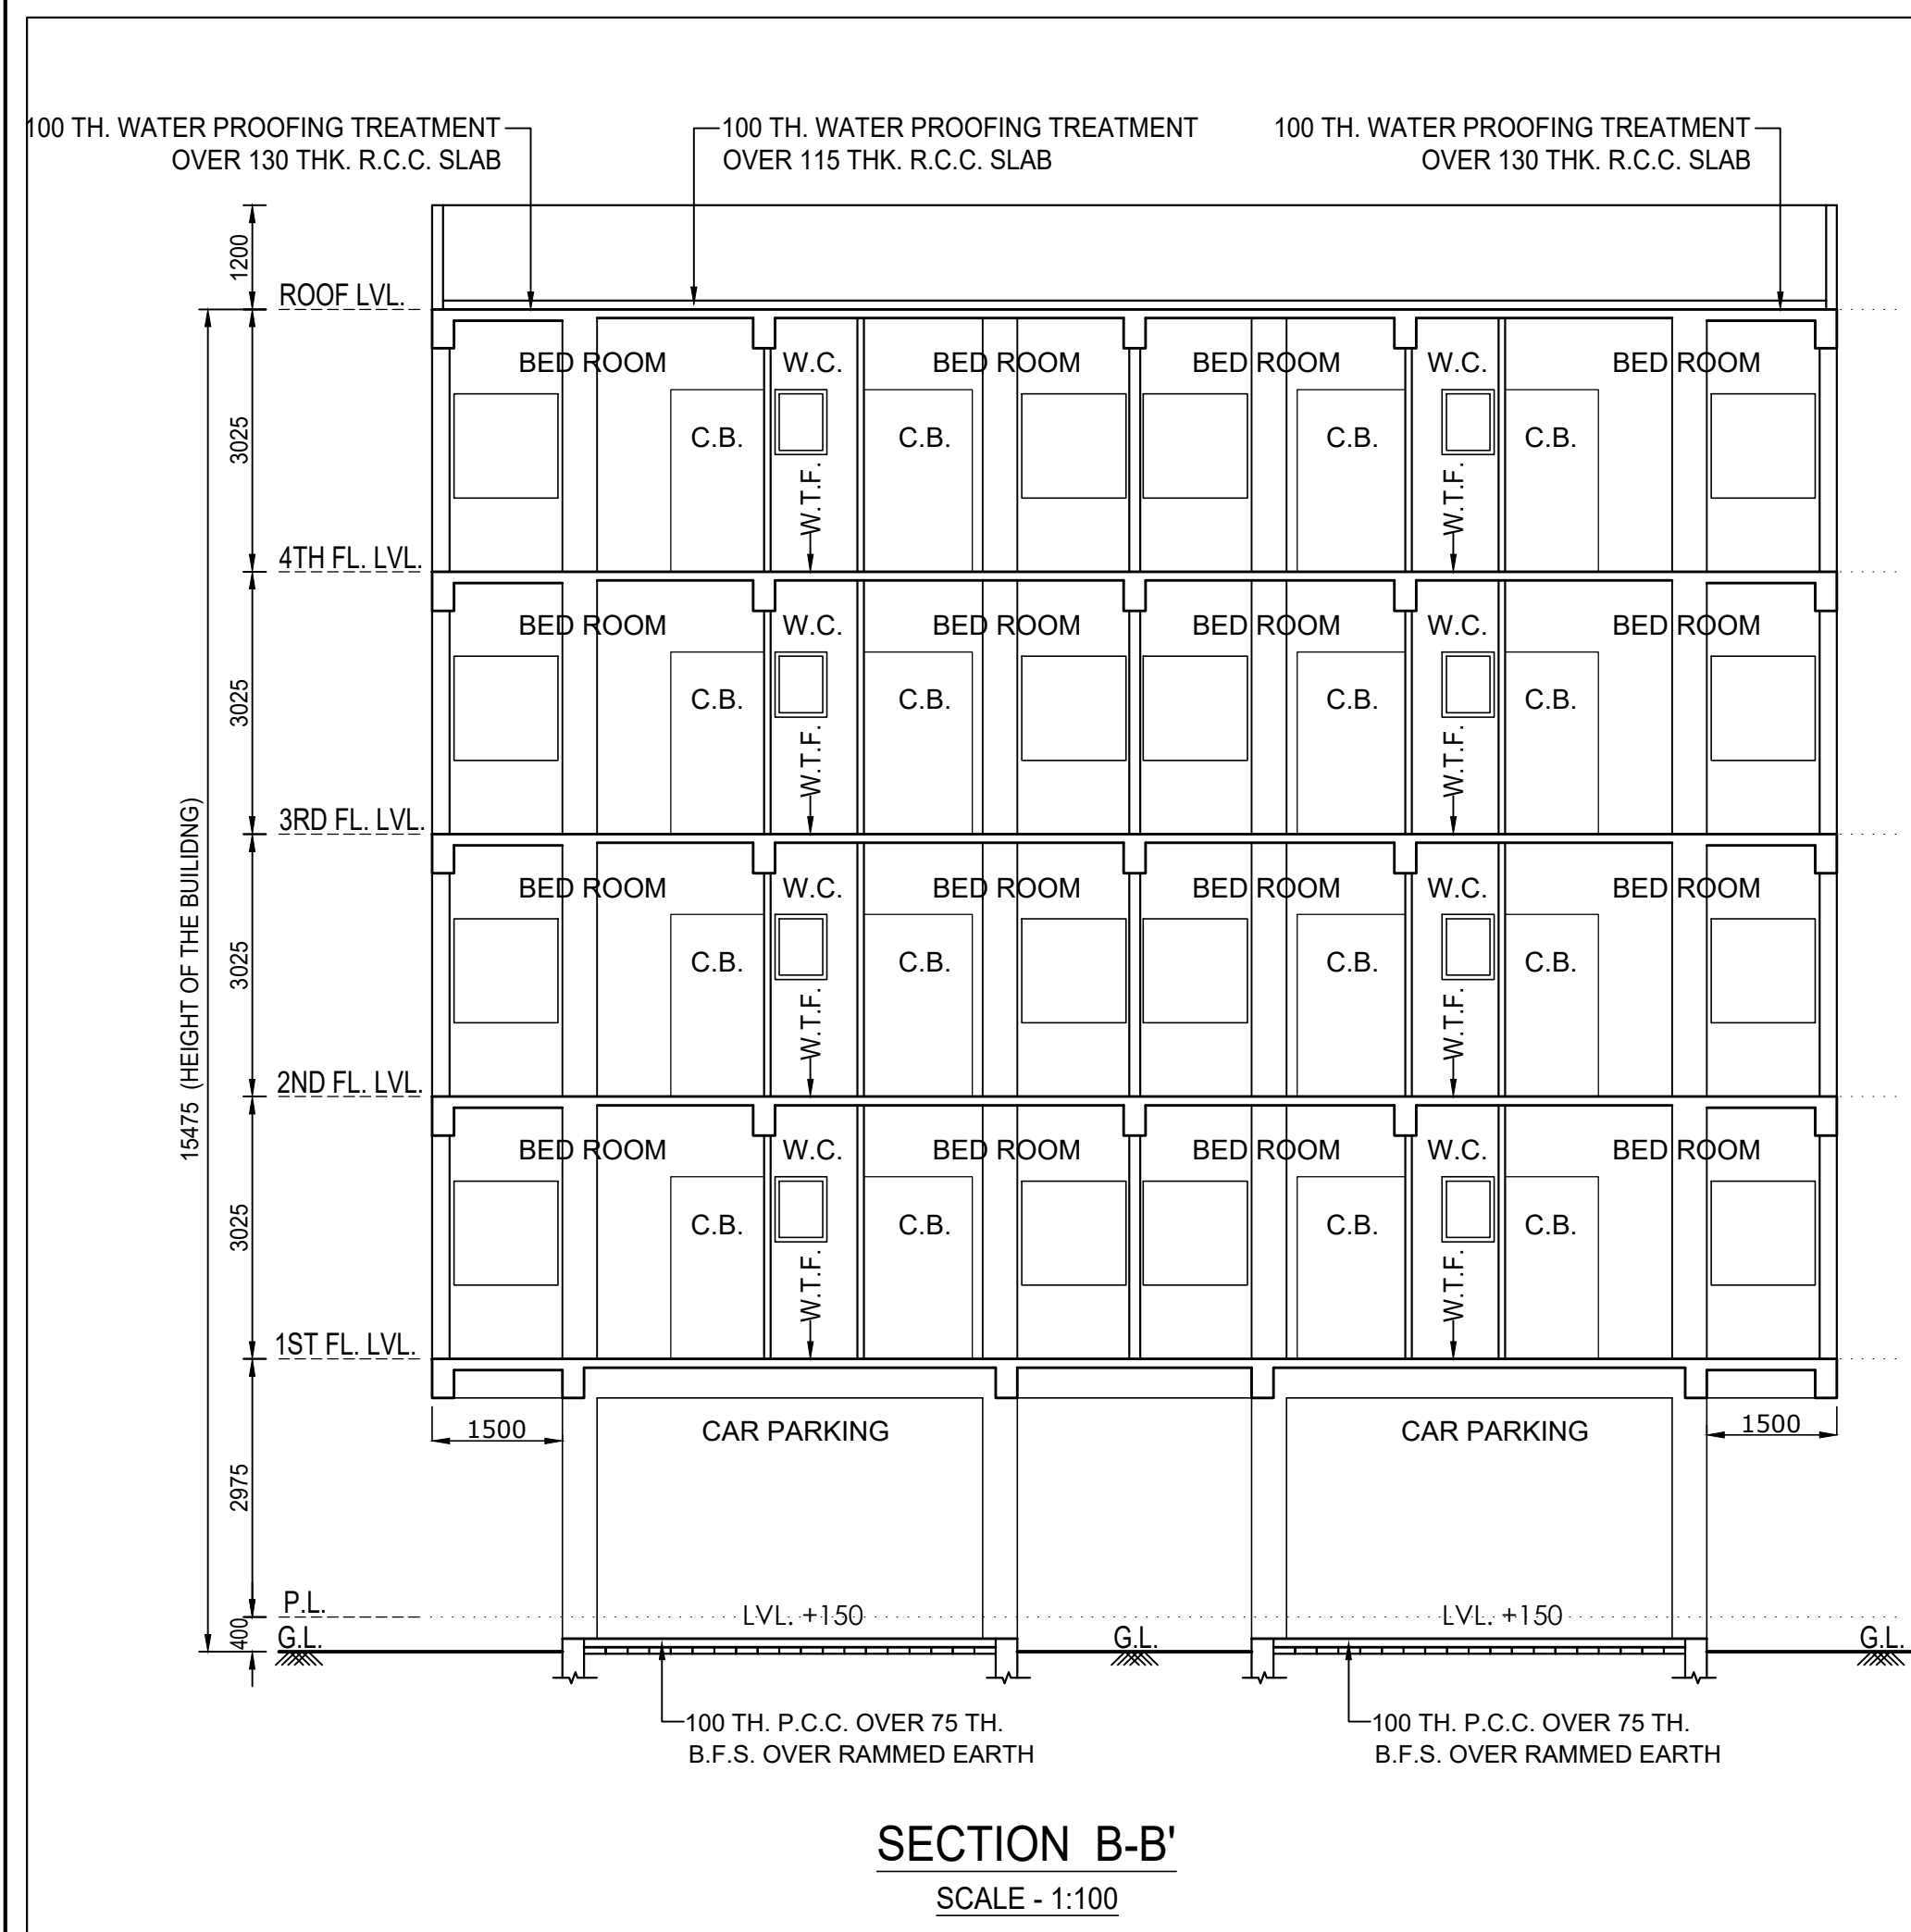 100 TH. WATER PROOFING TREATMENT
OVER 130 THK. R.C.C. SLAB
100 TH. WATER PROOFING TREATMENT
OVER 115 THK. R.C.C. SLAB
100 TH. WATER PROOFING TREATMENT
OVER 130 THK. R.C.C. SLAB
1200
ROOF LVL.
BED ROOM W.C. BED ROOM BED ROOM W.C. BED ROOM
3025
C.B. C.B. C.B. C.B.
W.T.F. W.T.F.
4TH FL. LVL.
BED ROOM W.C. BED ROOM BED ROOM W.C. BED ROOM
3025
C.B. C.B. C.B. C.B.
W.T.F. W.T.F.
3RD FL. LVL.
15475 (HEIGHT OF THE BUILIDNG)
BED ROOM W.C. BED ROOM BED ROOM W.C. BED ROOM
3025
C.B. C.B. C.B. C.B.
W.T.F. W.T.F.
2ND FL. LVL.
BED ROOM W.C. BED ROOM BED ROOM W.C. BED ROOM
3025
C.B. C.B. C.B. C.B.
W.T.F. W.T.F.
1ST FL. LVL.
1500 CAR PARKING CAR PARKING 1500
2975
P.L. LVL. +150 LVL. +150
400
G.L. G.L. G.L.
100 TH. P.C.C. OVER 75 TH.
B.F.S. OVER RAMMED EARTH
100 TH. P.C.C. OVER 75 TH.
B.F.S. OVER RAMMED EARTH
SECTION B-B'
SCALE - 1:100